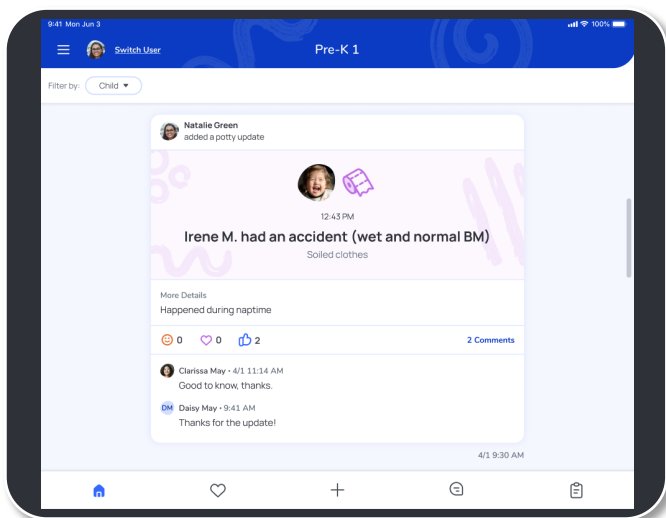 9:41 Mon Jun 3
100%
Switch User
Pre-K 1
Filter by:
Child
Natalie Green
added a potty update
12:43 PM
Irene M. had an accident (wet and normal BM)
Soiled clothes
More Details
Happened during naptime
0
0
2
2 Comments
Clarissa May • 4/1 11:14 AM
Good to know, thanks.
DM
Daisy May • 9:41 AM
Thanks for the update!
4/1 9:30 AM